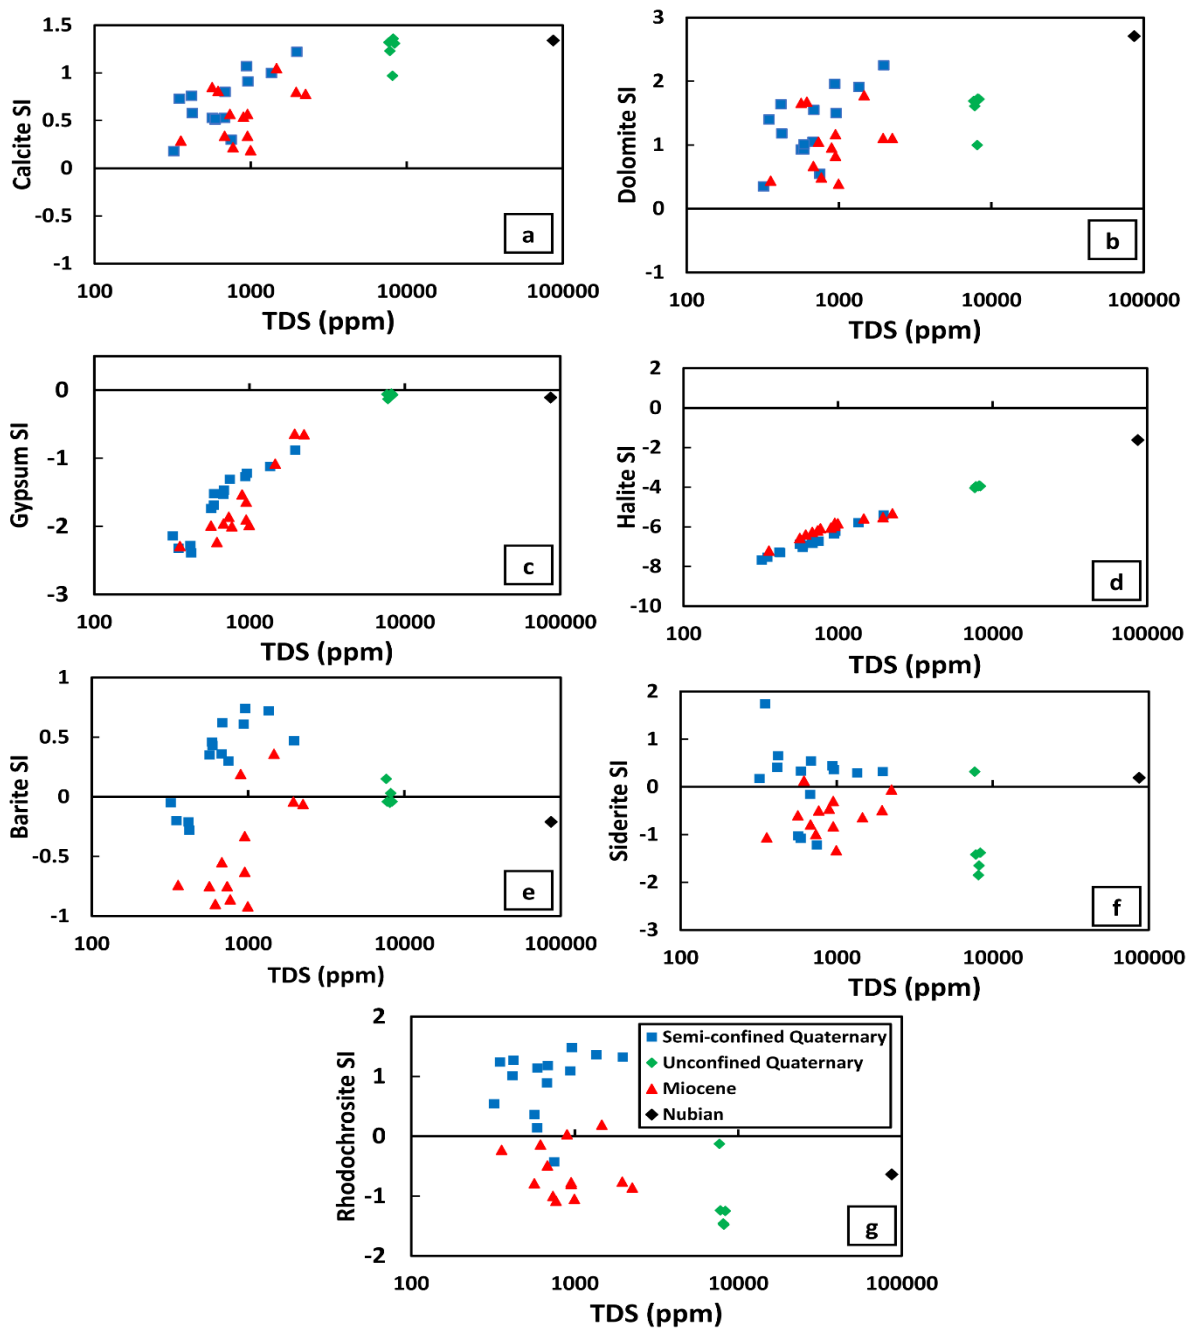 Calcite SI
1.5
1
0.5
0
-0.5
-1
100 1000 10000 100000
TDS (ppm)
a
Dolomite SI
3
2
1
0
-1
100 1000 10000 100000
TDS (ppm)
b
Gypsum SI
0
-1
-2
-3
100 1000 10000 100000
TDS (ppm)
c
Halite SI
2
0
-2
-4
-6
-8
-10
100 1000 10000 100000
TDS (ppm)
d
Barite SI
1
0.5
0
-0.5
-1
100 1000 10000 100000
TDS (ppm)
e
Siderite SI
2
1
0
-1
-2
-3
100 1000 10000 100000
TDS (ppm)
f
Rhodochrosite SI
2
1
0
-1
-2
100 1000 10000 100000
TDS (ppm)
Semi-confined Quaternary
Unconfined Quaternary
Miocene
Nubian
g